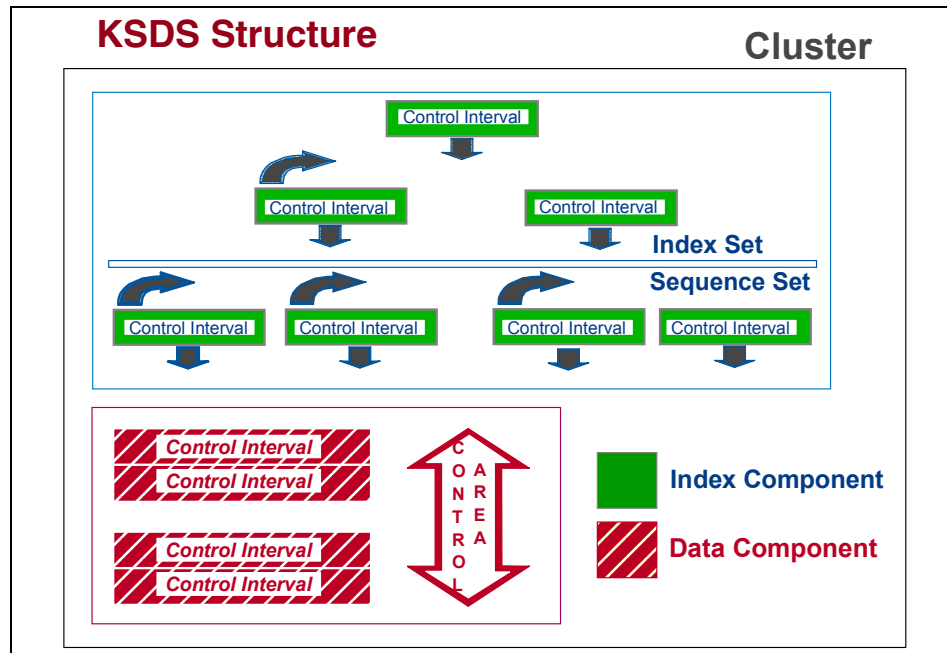 KSDS Structure
Cluster
Control Interval
Control Interval
Control Interval
Index Set
Sequence Set
Control Interval
Control Interval
Control Interval
Control Interval
Control Interval
Control Interval
Control Interval
Control Interval
CONTROL
AREA
Index Component
Data Component